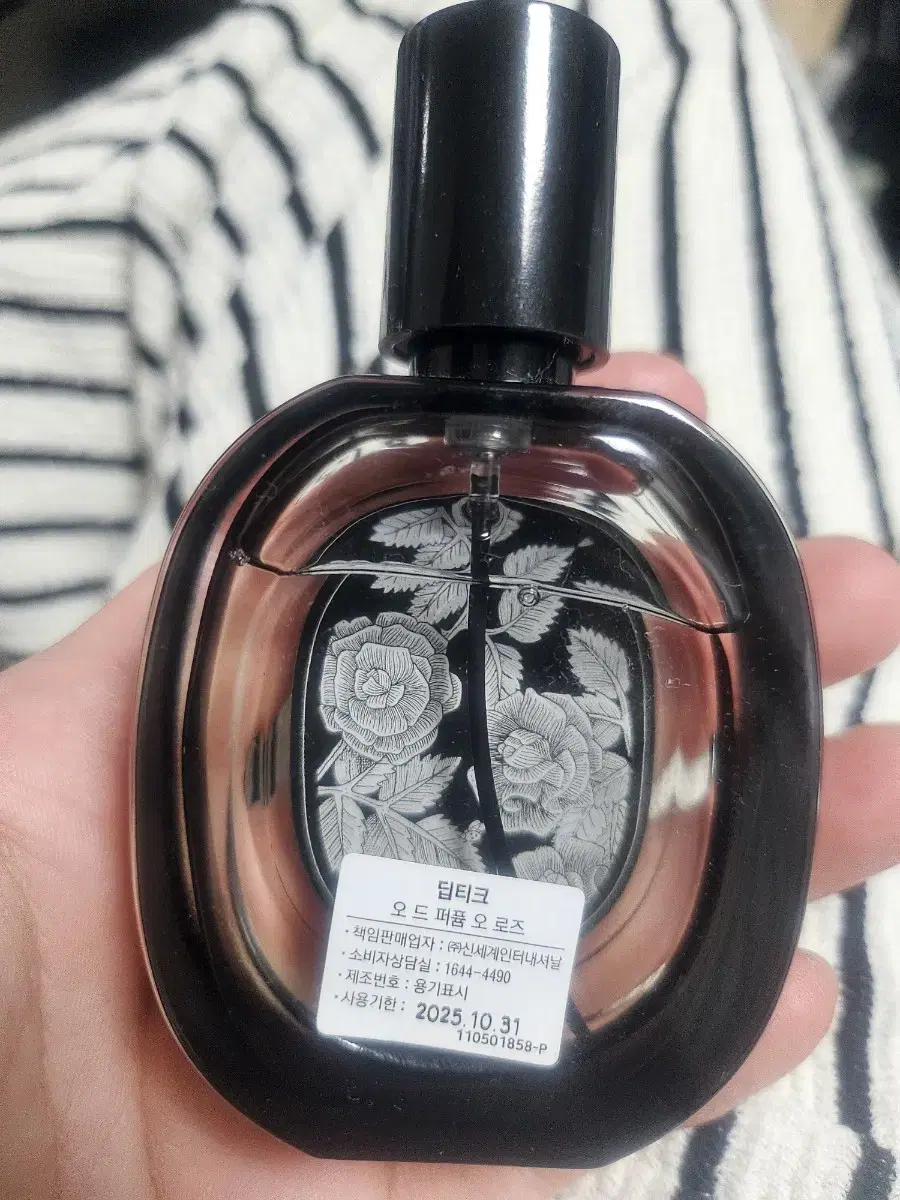 딥티크
오 드 퍼퓸 오 로즈
·책임판매업자 : ㈜신세계인터내셔날
·소비자상담실 : 1644-4490
·제조번호 : 용기표시
·사용기한 : 2025.10.31
110501858-P